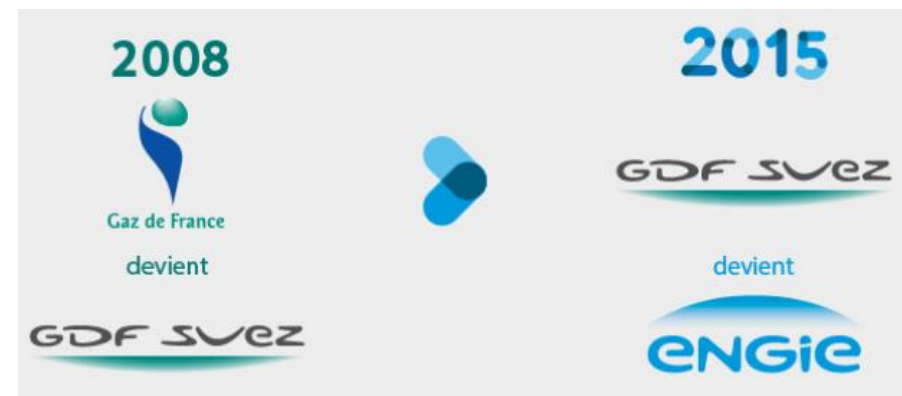 2008
Gaz de France
devient
GDF SUEZ
2015
GDF SUEZ
devient
ENGiE